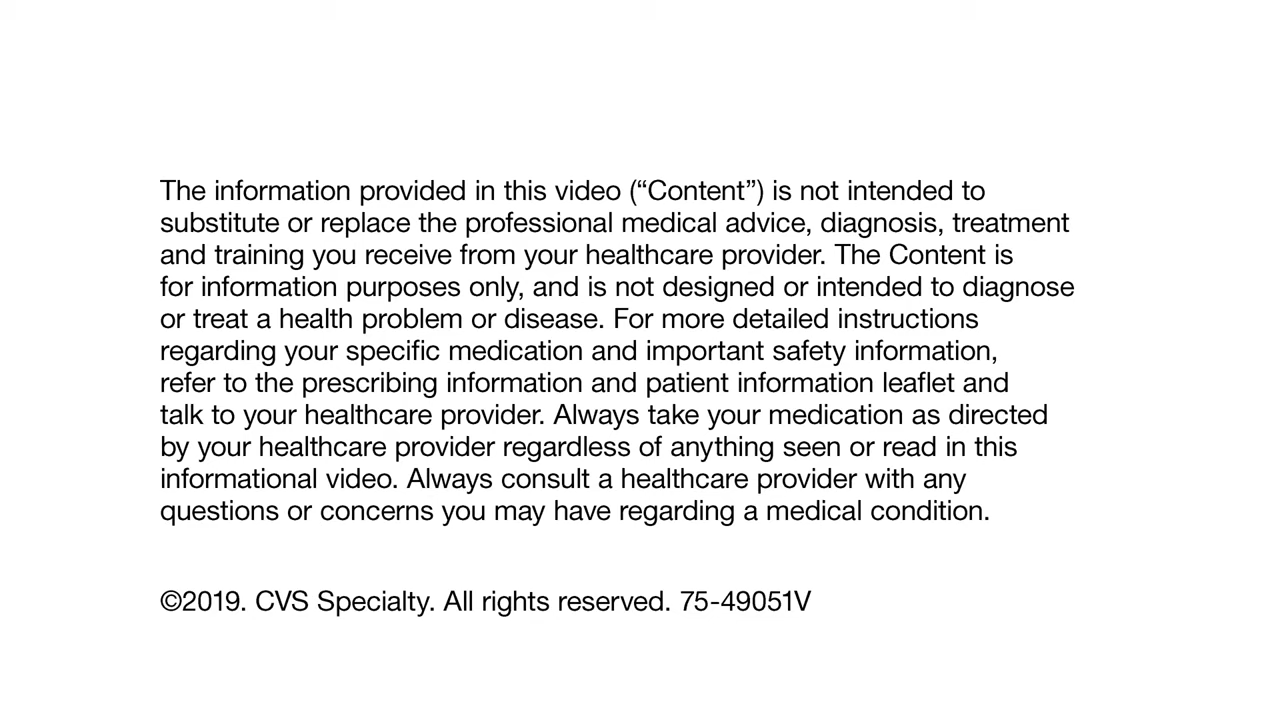 The information provided in this video (“Content”) is not intended to
substitute or replace the professional medical advice, diagnosis, treatment
and training you receive from your healthcare provider. The Content is
for information purposes only, and is not designed or intended to diagnose
or treat a health problem or disease. For more detailed instructions
regarding your specific medication and important safety information,
refer to the prescribing information and patient information leaflet and
talk to your healthcare provider. Always take your medication as directed
by your healthcare provider regardless of anything seen or read in this
informational video. Always consult a healthcare provider with any
questions or concerns you may have regarding a medical condition.
©2019. CVS Specialty. All rights reserved. 75-49051V